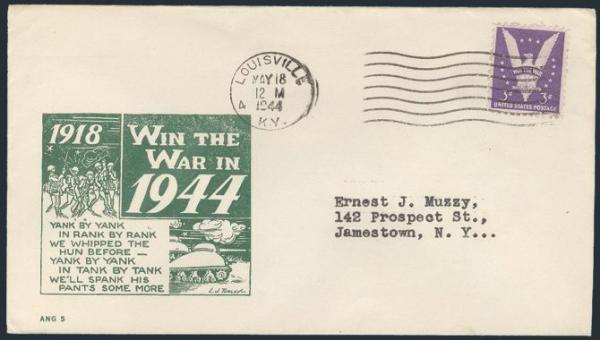 LOUISVILLE
MAY 18
12 M
4 1944
KY.
WIN THE WAR
3¢ 3¢
UNITED STATES POSTAGE
1918
WIN THE
WAR IN
1944
YANK BY YANK
IN RANK BY RANK
WE WHIPPED THE
HUN BEFORE —
YANK BY YANK
IN TANK BY TANK
WE'LL SPANK HIS
PANTS SOME MORE
ANG 5
Ernest J. Muzzy,
142 Prospect St.,
Jamestown, N. Y...